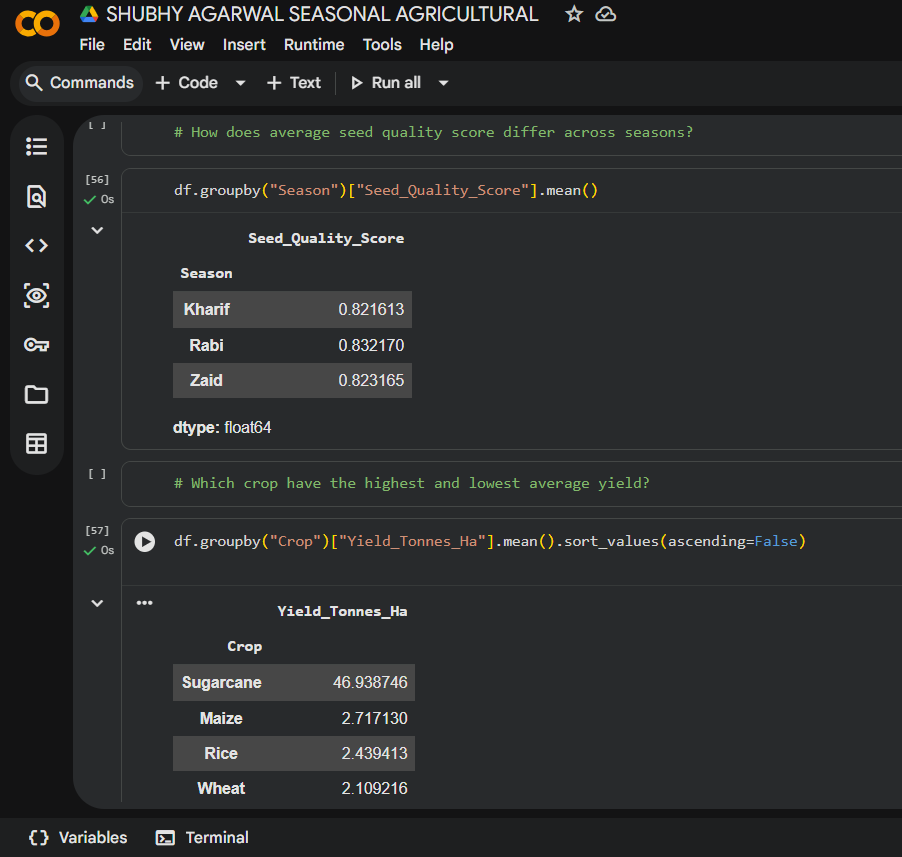 SHUBHY AGARWAL SEASONAL AGRICULTURAL
File Edit View Insert Runtime Tools Help
Commands + Code + Text Run all
[ ]
# How does average seed quality score differ across seasons?
[56]
0s
df.groupby("Season")["Seed_Quality_Score"].mean()
Seed_Quality_Score
Season
Kharif 0.821613
Rabi 0.832170
Zaid 0.823165
dtype: float64
[ ]
# Which crop have the highest and lowest average yield?
[57]
0s
df.groupby("Crop")["Yield_Tonnes_Ha"].mean().sort_values(ascending=False)
Yield_Tonnes_Ha
Crop
Sugarcane 46.938746
Maize 2.717130
Rice 2.439413
Wheat 2.109216
Variables Terminal